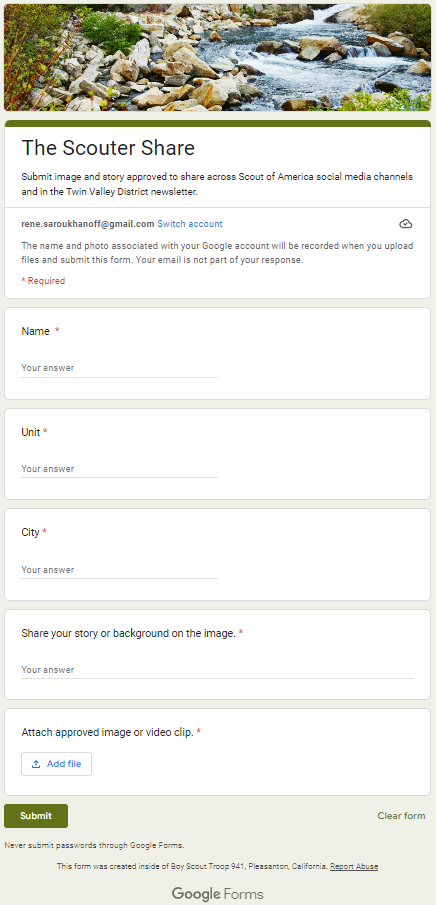 The Scouter Share
Submit image and story approved to share across Scout of America social media channels
and in the Twin Valley District newsletter.
rene.saroukhanoff@gmail.com Switch account
The name and photo associated with your Google account will be recorded when you upload
files and submit this form. Your email is not part of your response.
* Required
Name *
Your answer
Unit *
Your answer
City *
Your answer
Share your story or background on the image. *
Your answer
Attach approved image or video clip. *
Add file
Submit
Clear form
Never submit passwords through Google Forms.
This form was created inside of Boy Scout Troop 941, Pleasanton, California. Report Abuse
Google Forms